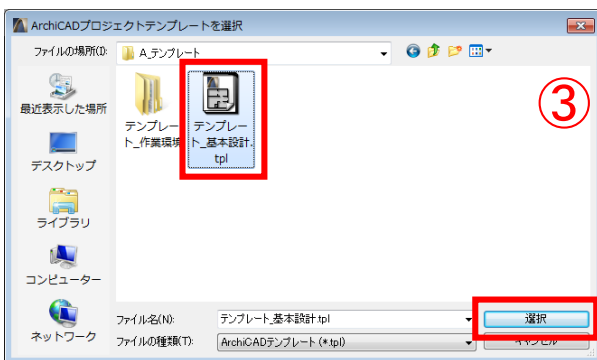 ArchiCADプロジェクトテンプレートを選択
ファイルの場所(I):
A_テンプレート
③
最近表示した場所
デスクトップ
ライブラリ
コンピューター
ネットワーク
テンプレー
ト_作業環境
テンプレー
ト_基本設計.
tpl
ファイル名(N):
テンプレート_基本設計.tpl
選択
ファイルの種類(T):
ArchiCADテンプレート (*.tpl)
キャンセル